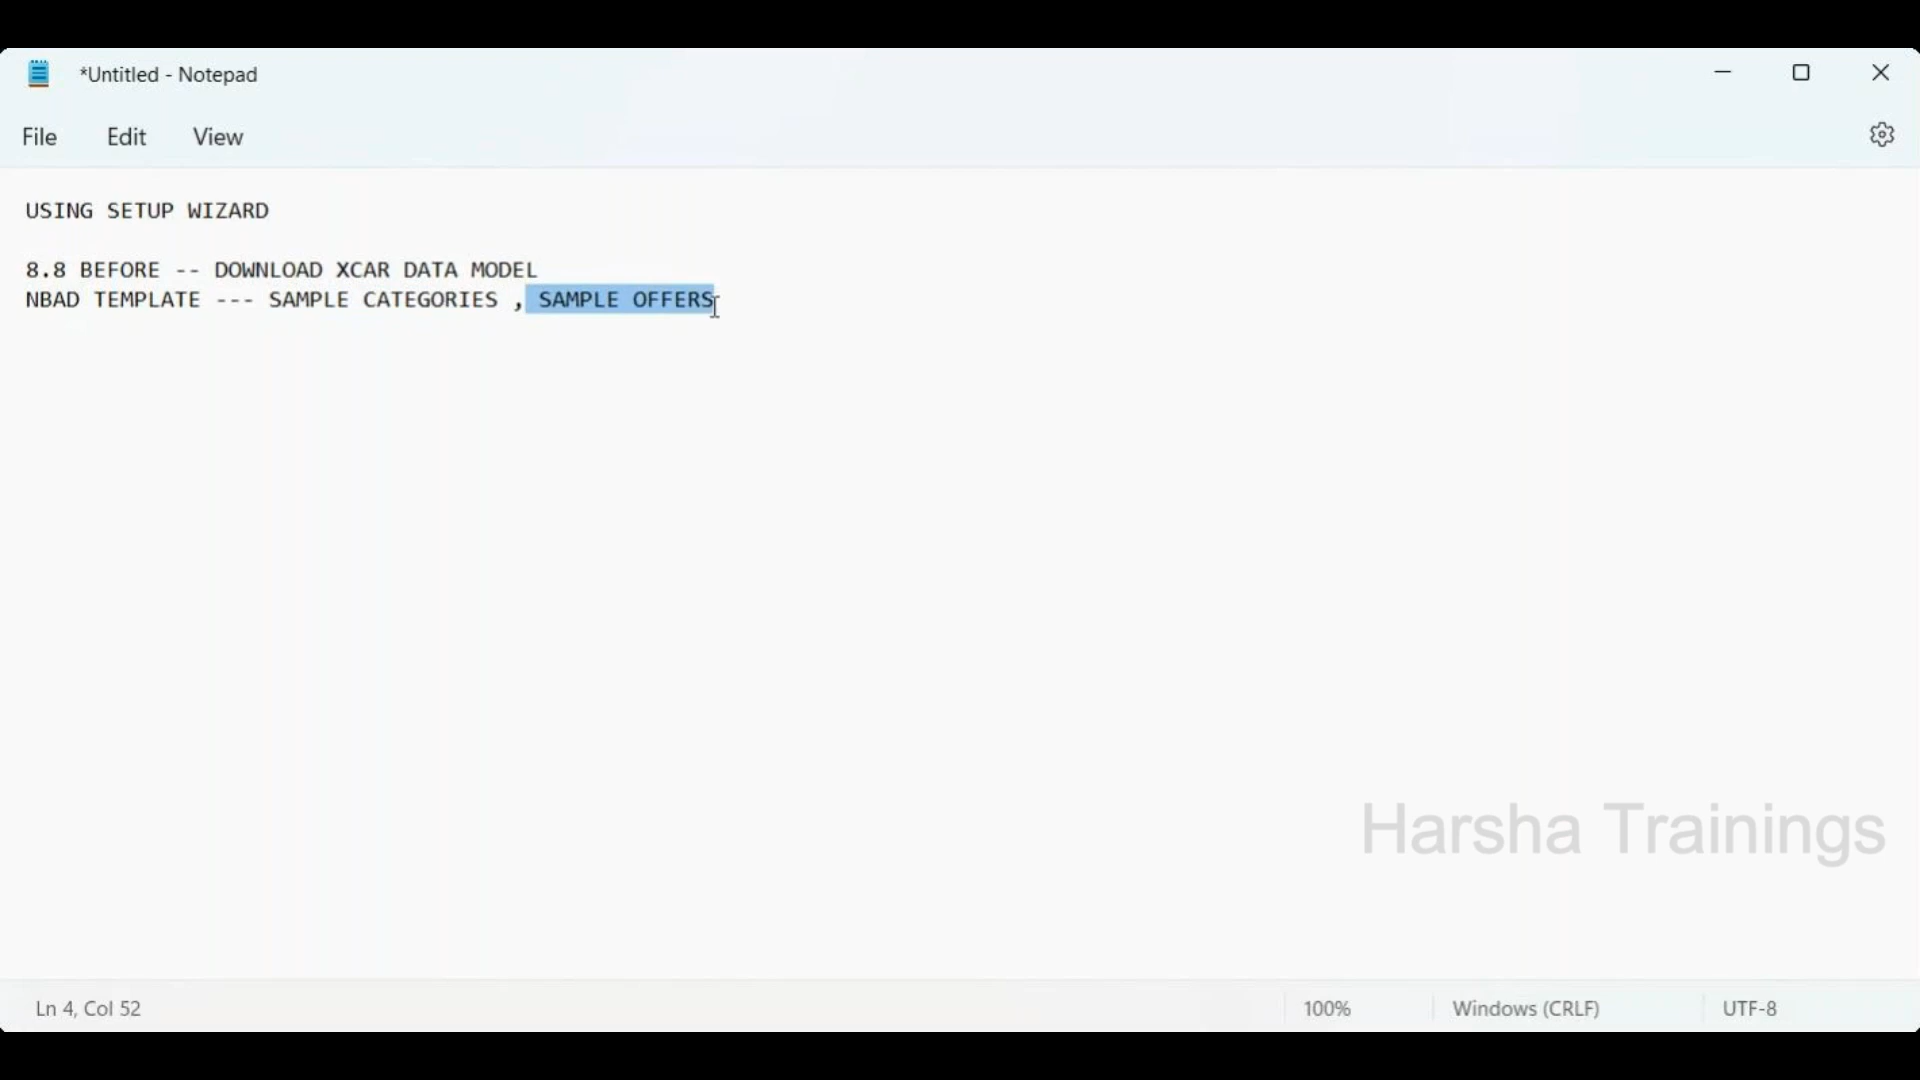 *Untitled - Notepad
File Edit View
USING SETUP WIZARD
8.8 BEFORE -- DOWNLOAD XCAR DATA MODEL
NBAD TEMPLATE --- SAMPLE CATEGORIES , SAMPLE OFFERS
Harsha Trainings
Ln 4, Col 52 100% Windows (CRLF) UTF-8